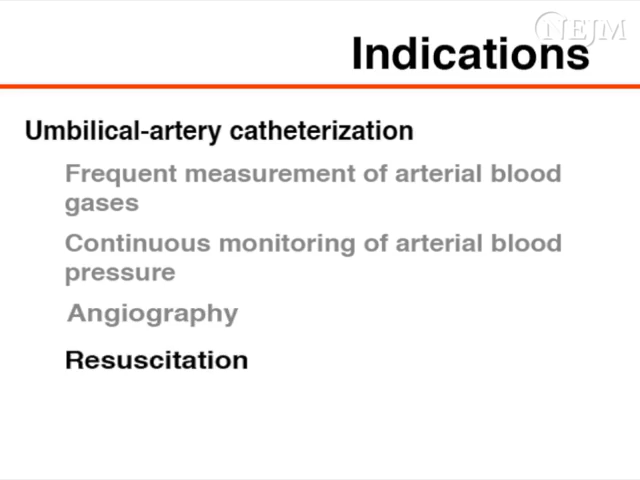 NEJM
Indications
Umbilical-artery catheterization
Frequent measurement of arterial blood
gases
Continuous monitoring of arterial blood
pressure
Angiography
Resuscitation